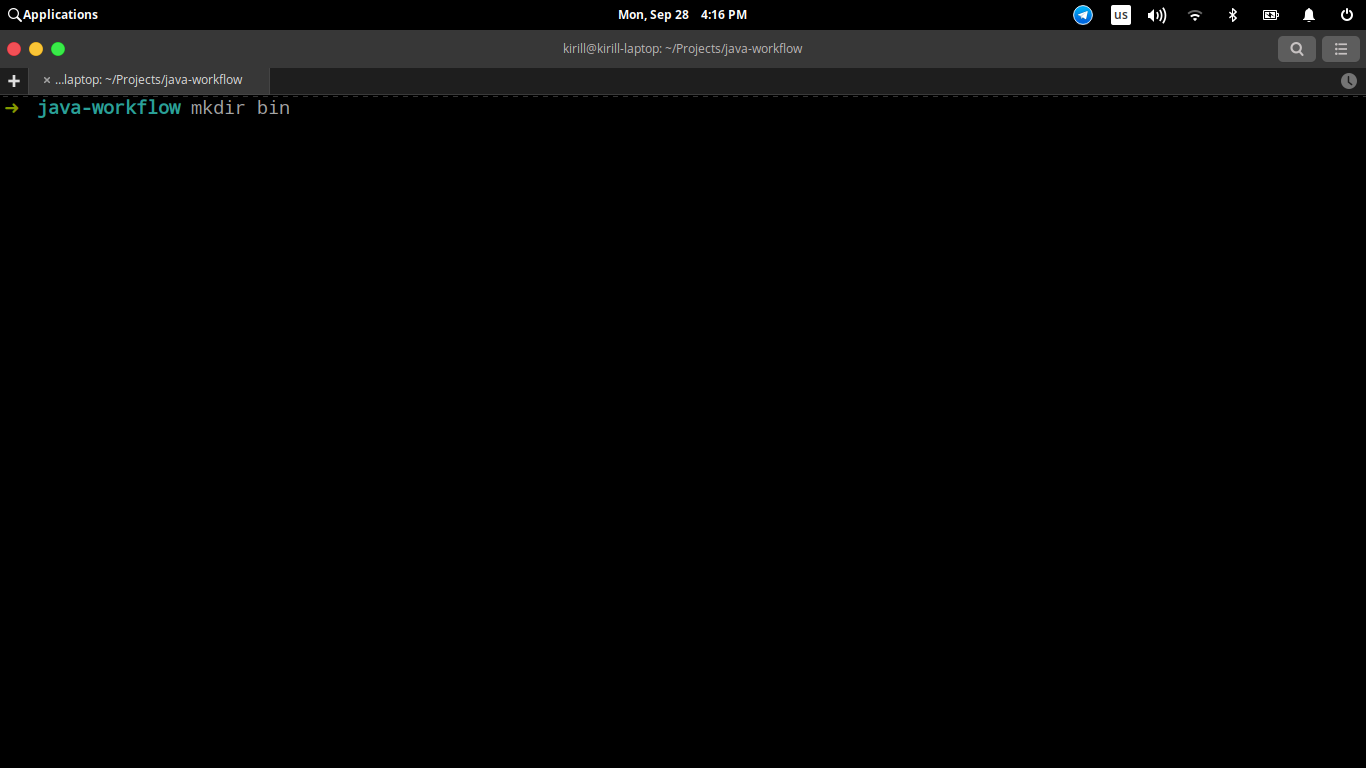 Applications
Mon, Sep 28 4:16 PM
us
kirill@kirill-laptop: ~/Projects/java-workflow
...laptop: ~/Projects/java-workflow
➜ java-workflow mkdir bin